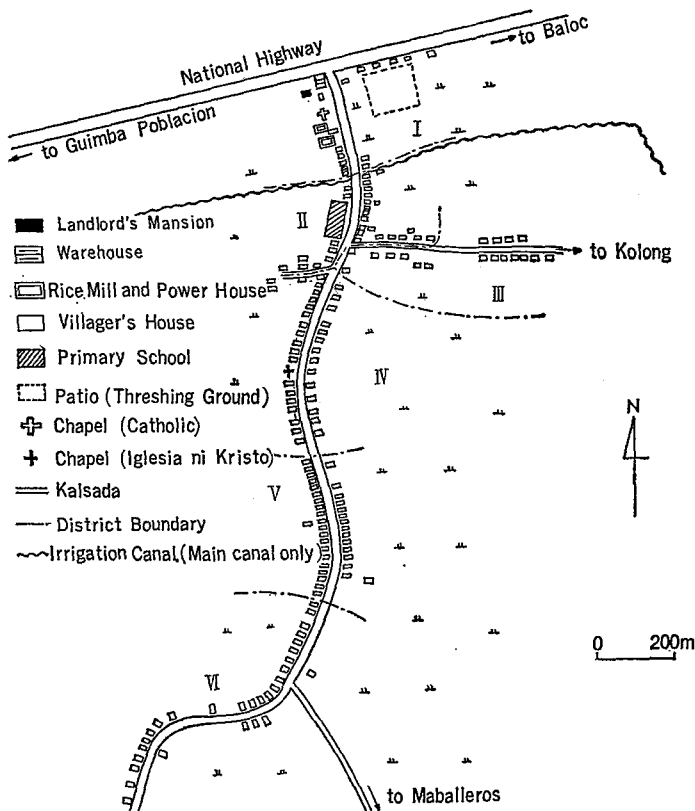 National Highway
to Baloc
to Guimba Poblacion
I
II
to Kolong
III
Landlord's Mansion
Warehouse
Rice Mill and Power House
Villager's House
Primary School
Patio (Threshing Ground)
Chapel (Catholic)
Chapel (Iglesia ni Kristo)
Kalsada
District Boundary
Irrigation Canal (Main canal only)
IV
N
V
0 200m
VI
to Maballeros